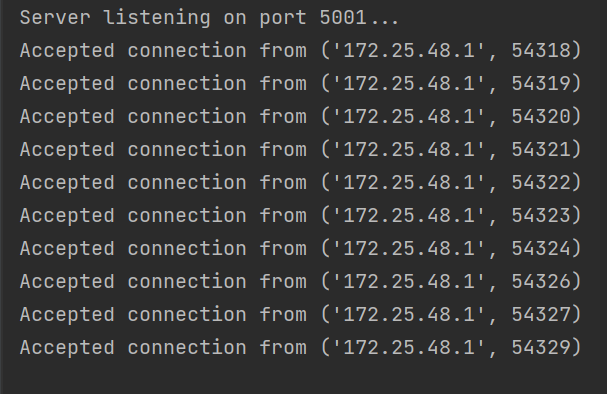 Server listening on port 5001...
Accepted connection from ('172.25.48.1', 54318)
Accepted connection from ('172.25.48.1', 54319)
Accepted connection from ('172.25.48.1', 54320)
Accepted connection from ('172.25.48.1', 54321)
Accepted connection from ('172.25.48.1', 54322)
Accepted connection from ('172.25.48.1', 54323)
Accepted connection from ('172.25.48.1', 54324)
Accepted connection from ('172.25.48.1', 54326)
Accepted connection from ('172.25.48.1', 54327)
Accepted connection from ('172.25.48.1', 54329)